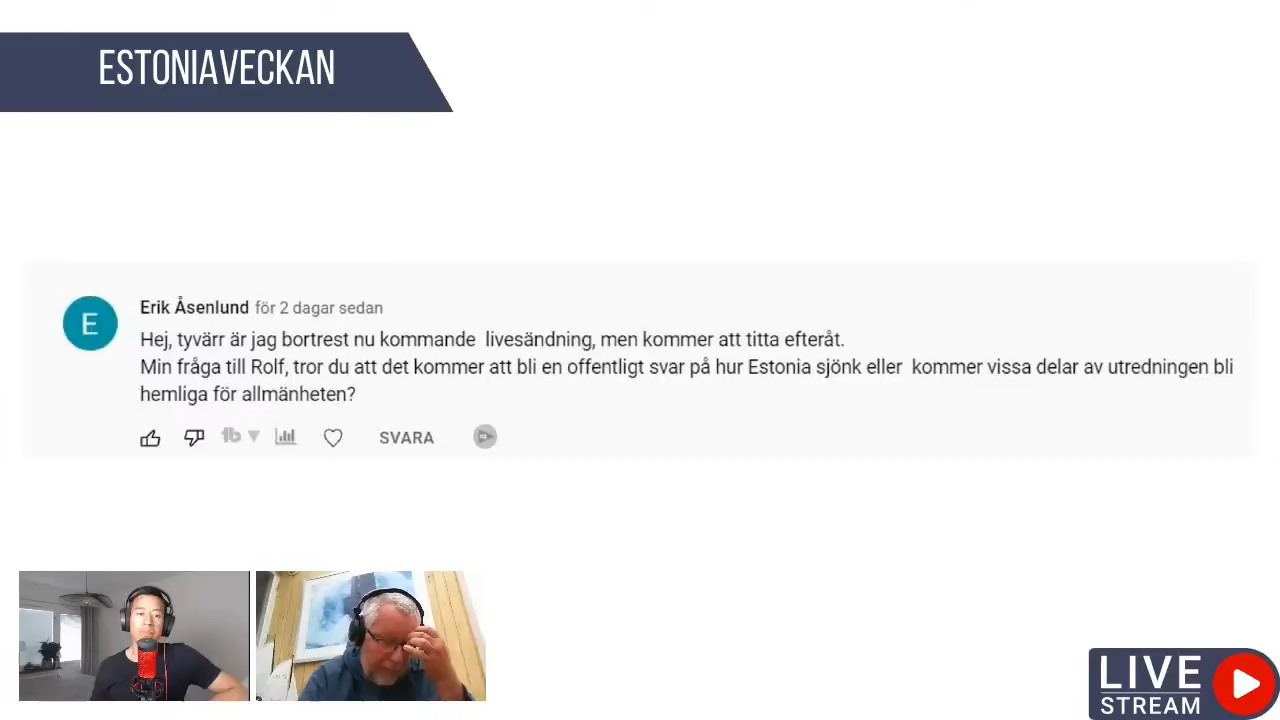 ESTONIAVECKAN
E
Erik Åsenlund för 2 dagar sedan
Hej, tyvärr är jag bortrest nu kommande livesändning, men kommer att titta efteråt.
Min fråga till Rolf, tror du att det kommer att bli en offentligt svar på hur Estonia sjönk eller kommer vissa delar av utredningen bli
hemliga för allmänheten?
SVARA
LIVE
STREAM